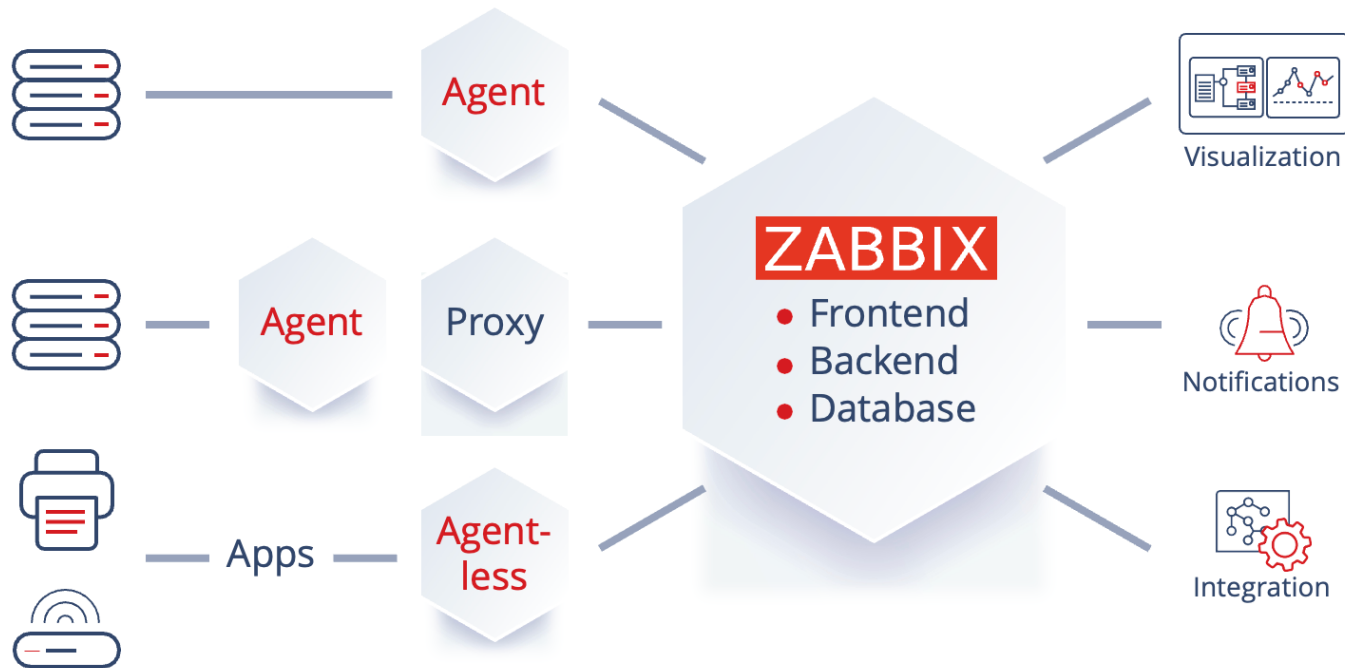 Agent
Visualization
ZABBIX
Frontend
Backend
Database
Agent
Proxy
Notifications
Apps
Agent-
less
Integration